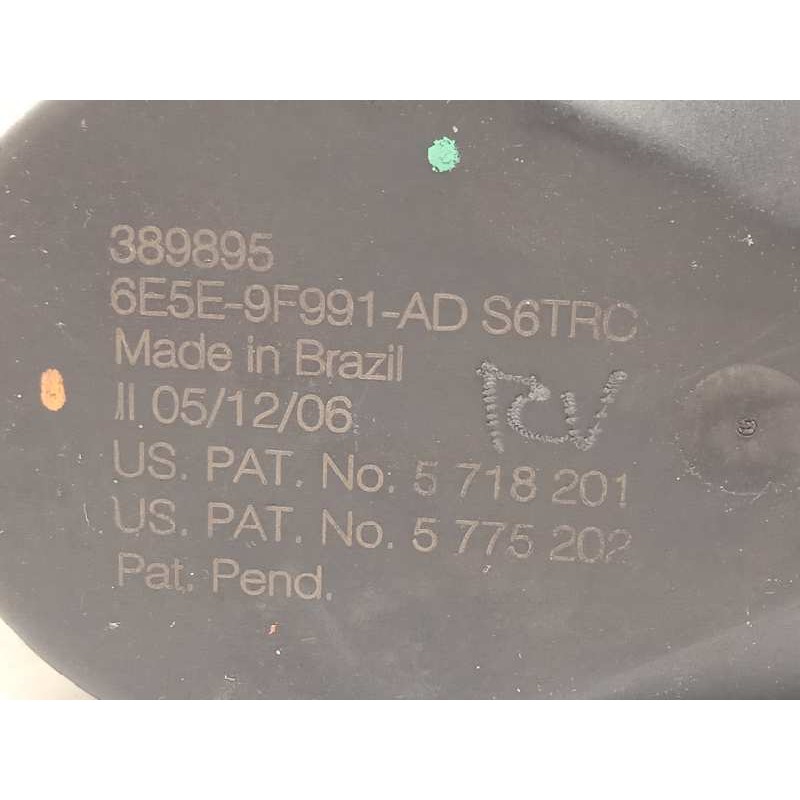 389895
6E5E-9F991-AD S6TRC
Made in Brazil
05/12/06
US. PAT. No. 5 718 201
US. PAT. No. 5 775 202
Pat. Pend.